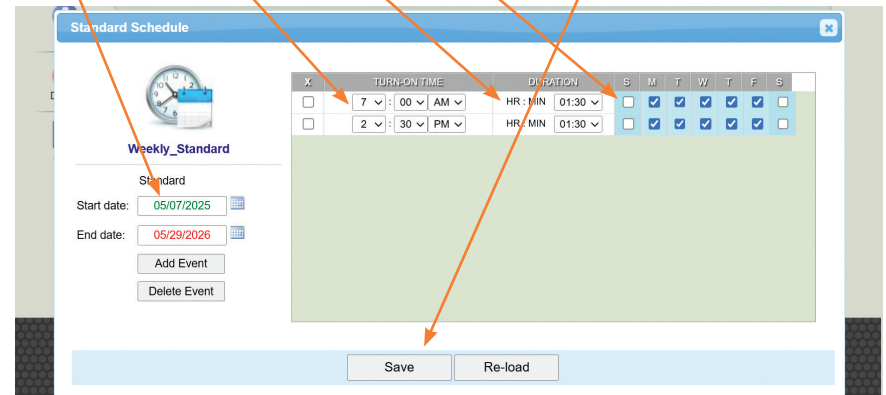 Standard Schedule
X TURN-ON TIME DURATION S M T W T F S
7 : 00 AM HR : MIN 01:30
2 : 30 PM HR : MIN 01:30
Weekly_Standard
Standard
Start date: 05/07/2025
End date: 05/29/2026
Add Event
Delete Event
Save Re-load